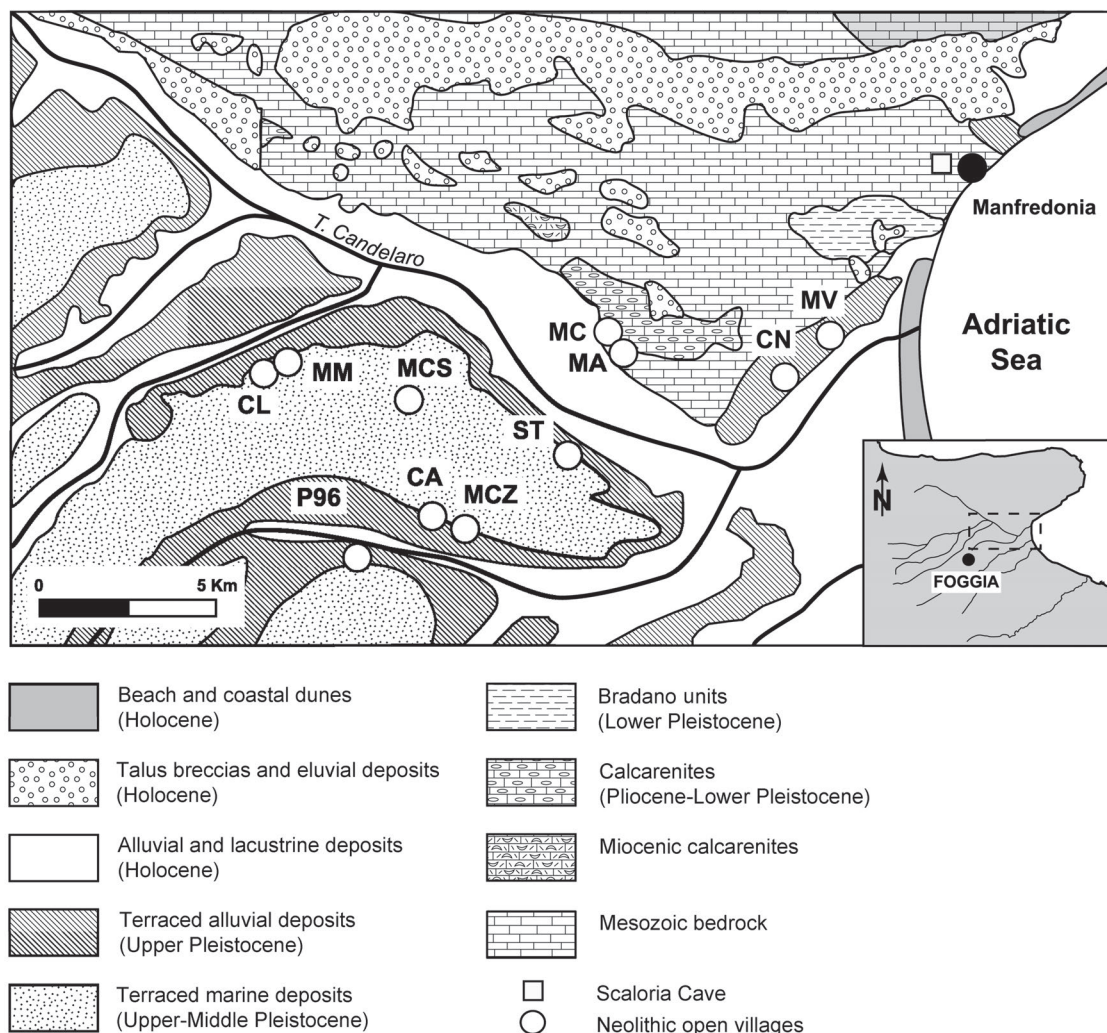 T. Candelaro
Manfredonia
Adriatic
Sea
MC
MA
MV
CN
MM
CL
MCS
ST
CA
MCZ
P96
0
5 Km
N
FOGGIA
Beach and coastal dunes
(Holocene)
Talus breccias and eluvial deposits
(Holocene)
Alluvial and lacustrine deposits
(Holocene)
Terraced alluvial deposits
(Upper Pleistocene)
Terraced marine deposits
(Upper-Middle Pleistocene)
Bradano units
(Lower Pleistocene)
Calcarenites
(Pliocene-Lower Pleistocene)
Miocenic calcarenites
Mesozoic bedrock
Scaloria Cave
Neolithic open villages